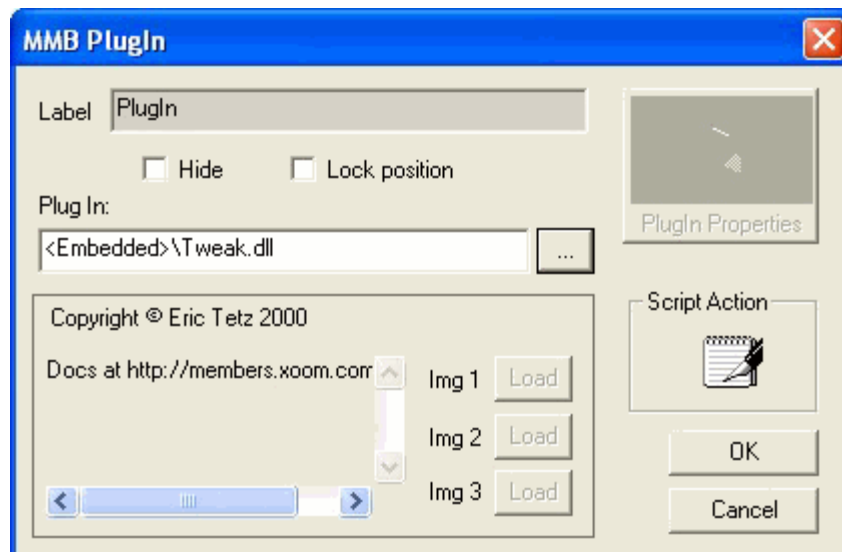 MMB PlugIn
Label PlugIn
Hide Lock position
Plug In:
<Embedded>\Tweak.dll ...
PlugIn Properties
Copyright © Eric Tetz 2000
Docs at http://members.xoom.com
Img 1 Load
Img 2 Load
Img 3 Load
Script Action
OK
Cancel